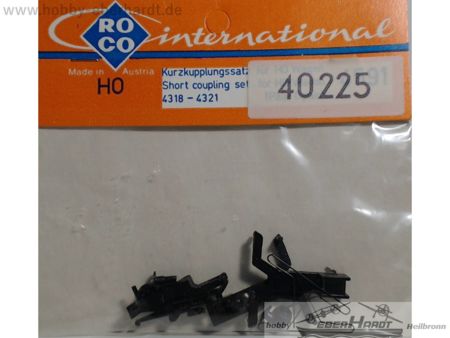 www.hobby-eberhardt.de
RO
CO
international
Made in Austria
H0
Kurzkupplungssatz
Short coupling set
4318 - 4321
40225
91
hobby
EBERHARDT
Heilbronn